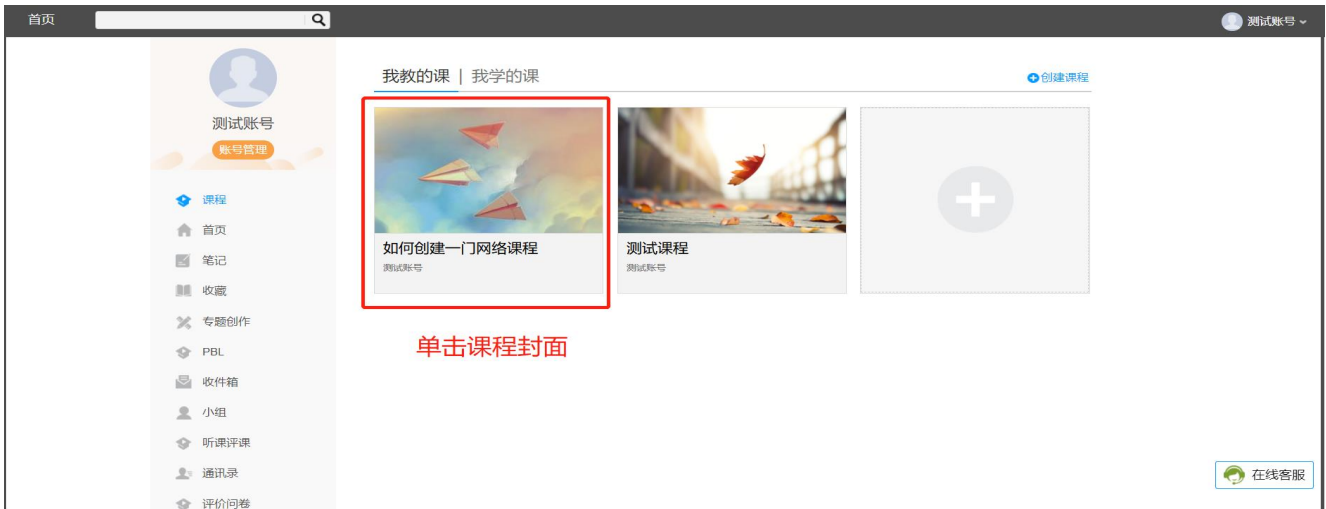 首页
测试账号
测试账号
账号管理
课程
首页
笔记
收藏
专题创作
PBL
收件箱
小组
听课评课
通讯录
评价问卷
我教的课 | 我学的课
创建课程
如何创建一门网络课程
测试账号
测试课程
测试账号
单击课程封面
在线客服